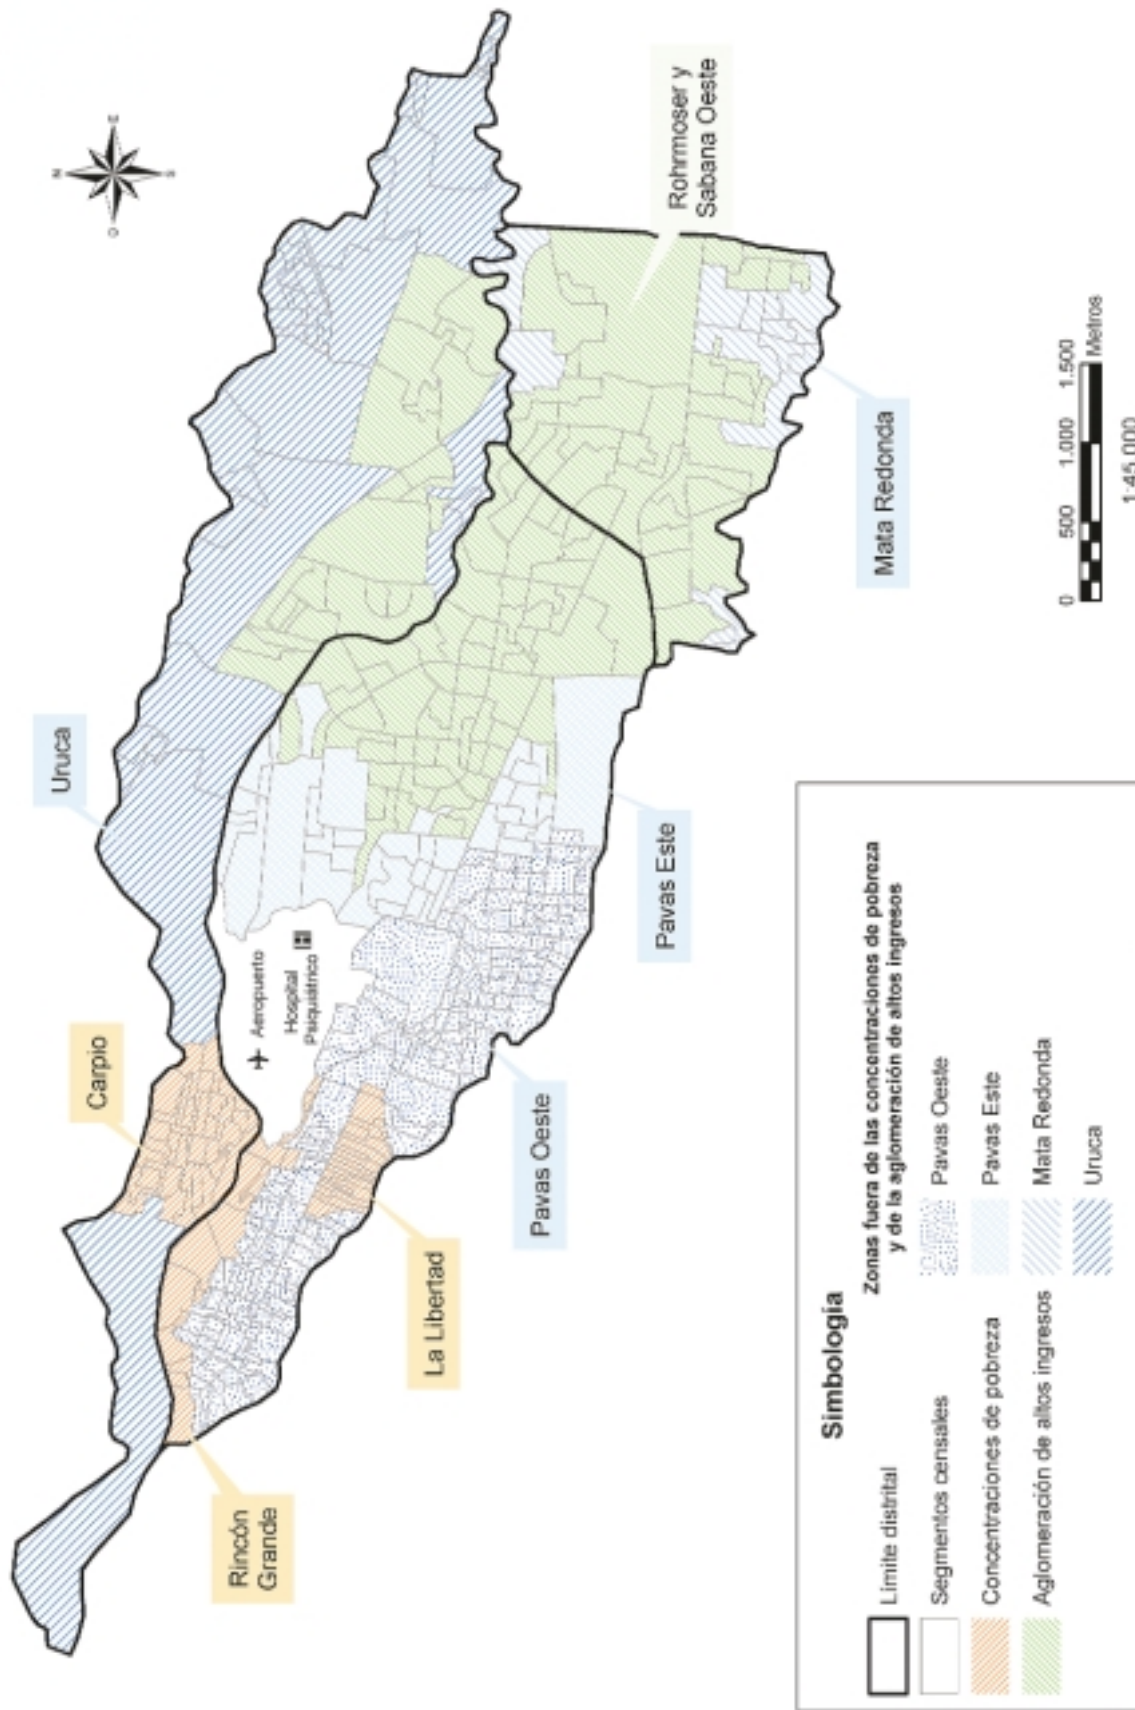 N
E
S
O
Uruca
Carpio
Rincón
Grande
Aeropuerto
Hospital
Psiquiátrico
Rohrmoser y
Sabana Oeste
La Libertad
Pavas Oeste
Pavas Este
Mata Redonda
0 500 1.000 1.500
Metros
1:45.000
Simbología
Límite distrital
Segmentos censales
Concentraciones de pobreza
Aglomeración de altos ingresos
Zonas fuera de las concentraciones de pobreza
y de la aglomeración de altos ingresos
Pavas Oeste
Pavas Este
Mata Redonda
Uruca